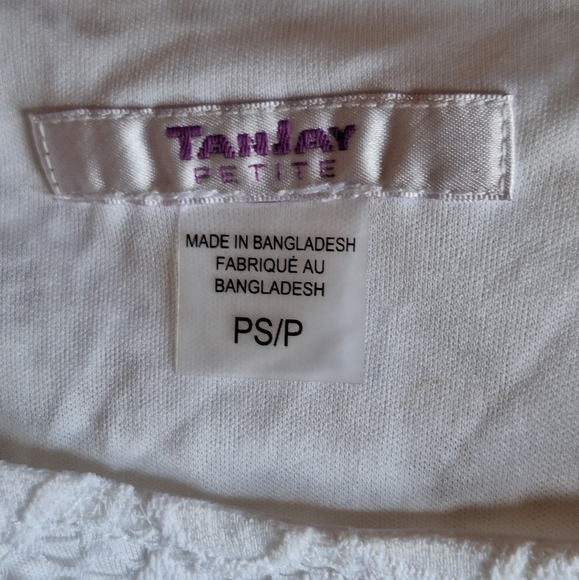 TANJAY
PETITE
MADE IN BANGLADESH
FABRIQUÉ AU
BANGLADESH
PS/P